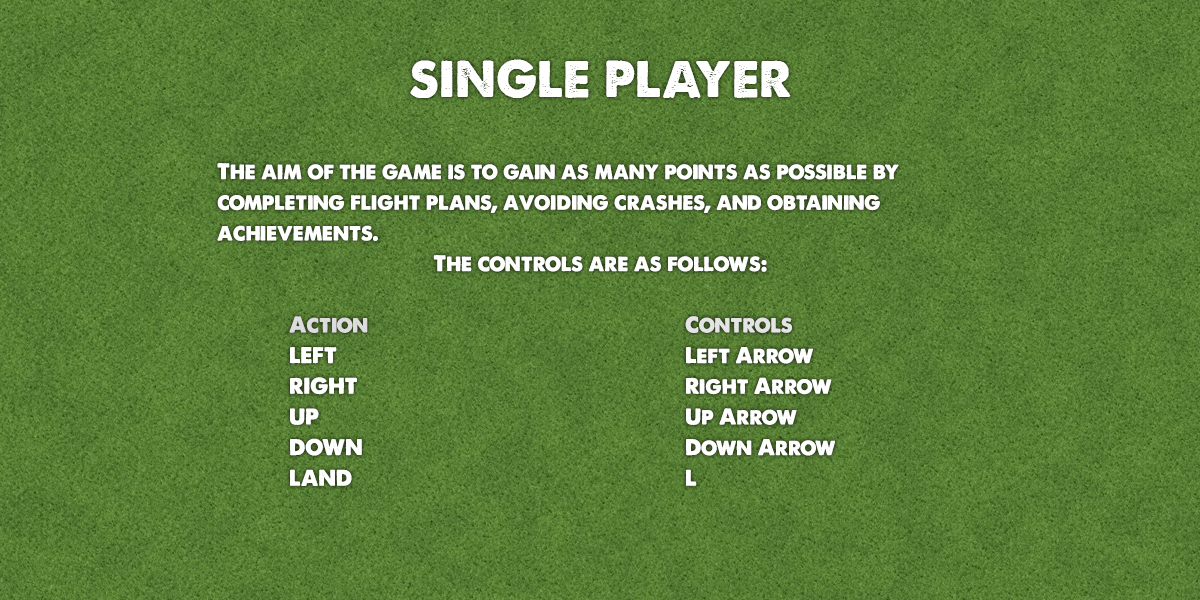 SINGLE PLAYER
The aim of the game is to gain as many points as possible by
completing flight plans, avoiding crashes, and obtaining
achievements.
The controls are as follows:
Action Controls
LEFT Left Arrow
RIGHT Right Arrow
UP Up Arrow
DOWN Down Arrow
LAND L